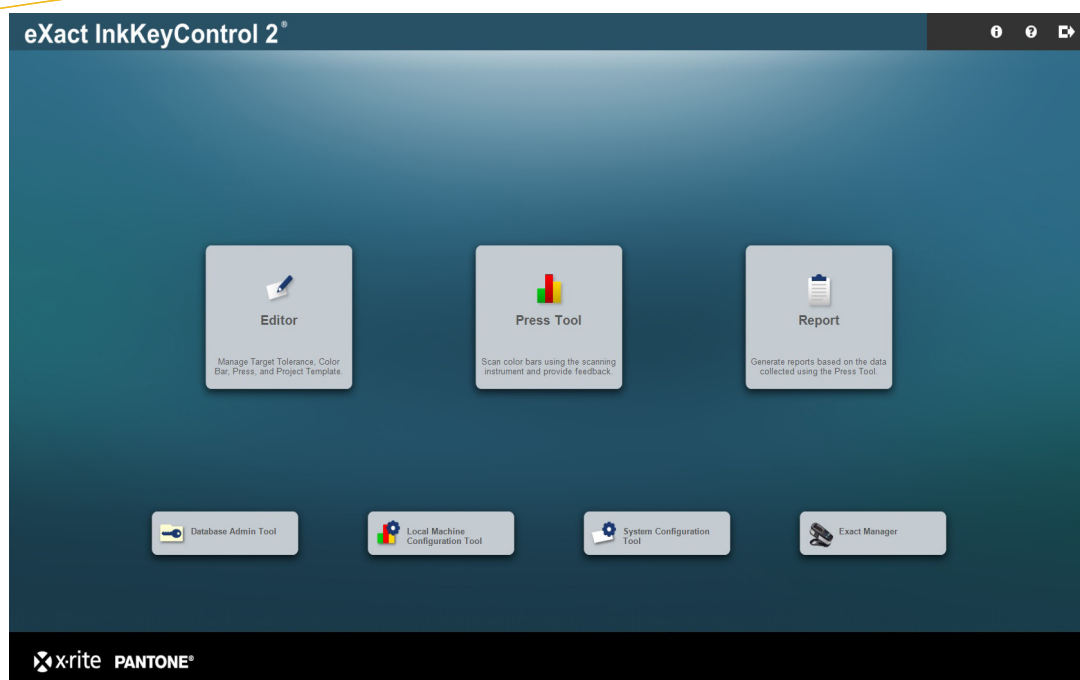 eXact InkKeyControl 2®
Editor
Manage Target Tolerance, Color
Bar, Press, and Project Template.
Press Tool
Scan color bars using the scanning
instrument and provide feedback.
Report
Generate reports based on the data
collected using the Press Tool.
Database Admin Tool
Local Machine
Configuration Tool
System Configuration
Tool
Exact Manager
x·rite PANTONE®